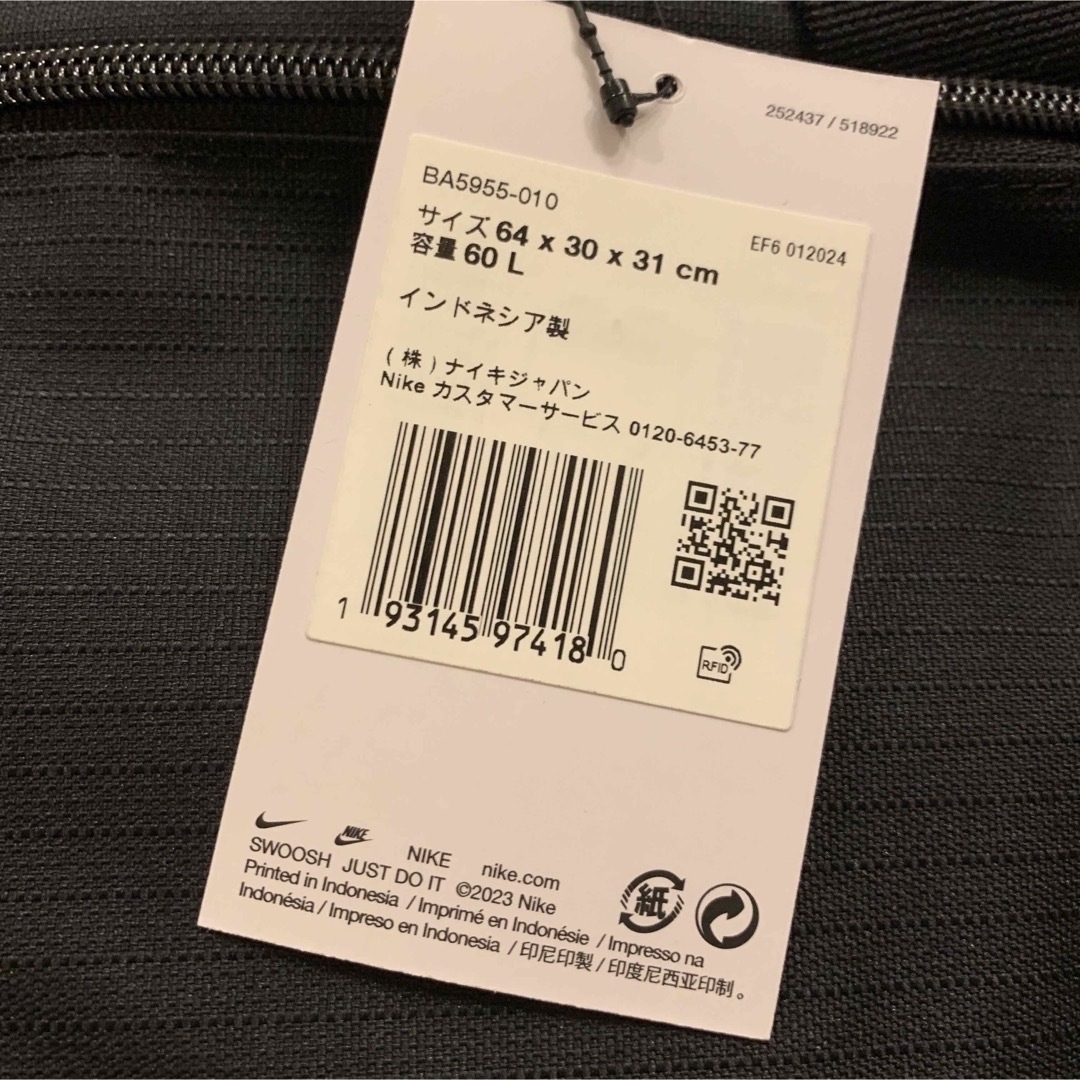 252437 / 518922
BA5955-010
EF6 012024
サイズ 64 x 30 x 31 cm
容量 60 L
インドネシア製
(株)ナイキジャパン
Nike カスタマーサービス 0120-6453-77
1 93145 97418 0
RFID
NIKE
NIKE nike.com
SWOOSH JUST DO IT ©2023 Nike
Printed in Indonesia / Imprimé en Indonésie / Impresso na
Indonésia / Impreso en Indonesia / 印尼印製 / 印度尼西亚印制。
紙